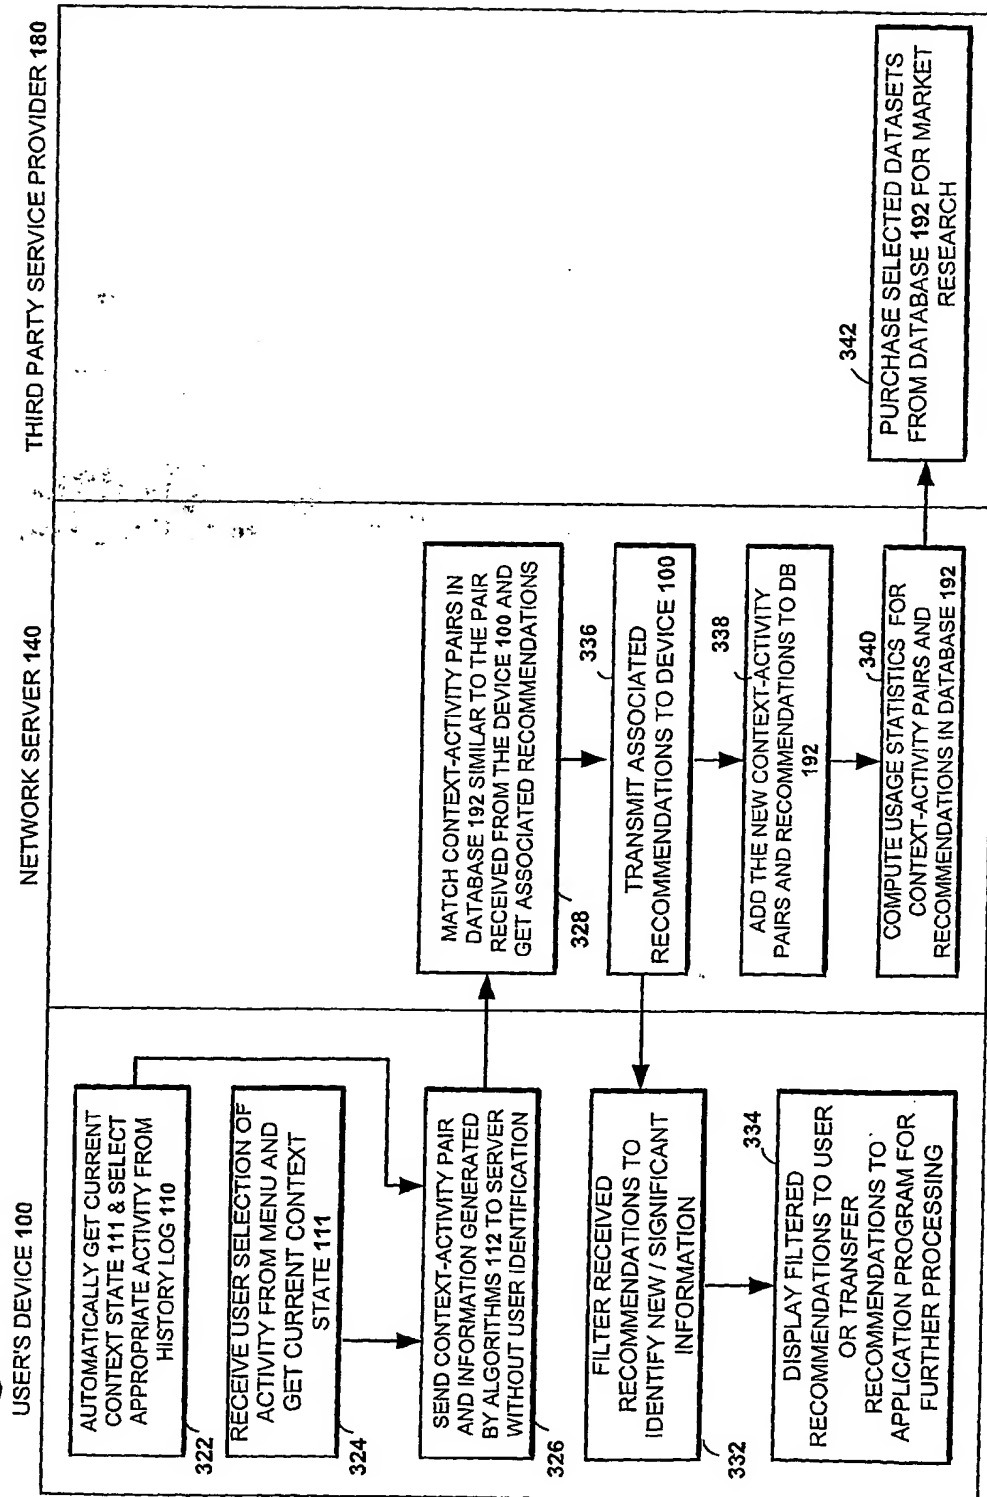 USER'S DEVICE 100
NETWORK SERVER 140
THIRD PARTY SERVICE PROVIDER 180
AUTOMATICALLY GET CURRENT
CONTEXT STATE 111 & SELECT
APPROPRIATE ACTIVITY FROM
HISTORY LOG 110
322
RECEIVE USER SELECTION OF
ACTIVITY FROM MENU AND
GET CURRENT CONTEXT
STATE 111
324
SEND CONTEXT-ACTIVITY PAIR
AND INFORMATION GENERATED
BY ALGORITHMS 112 TO SERVER
WITHOUT USER IDENTIFICATION
326
MATCH CONTEXT-ACTIVITY PAIRS IN
DATABASE 192 SIMILAR TO THE PAIR
RECEIVED FROM THE DEVICE 100 AND
GET ASSOCIATED RECOMMENDATIONS
328
336
TRANSMIT ASSOCIATED
RECOMMENDATIONS TO DEVICE 100
FILTER RECEIVED
RECOMMENDATIONS TO
IDENTIFY NEW / SIGNIFICANT
INFORMATION
332
334
DISPLAY FILTERED
RECOMMENDATIONS TO USER
OR TRANSFER
RECOMMENDATIONS TO
APPLICATION PROGRAM FOR
FURTHER PROCESSING
338
ADD THE NEW CONTEXT-ACTIVITY
PAIRS AND RECOMMENDATIONS TO DB
192
340
COMPUTE USAGE STATISTICS FOR
CONTEXT-ACTIVITY PAIRS AND
RECOMMENDATIONS IN DATABASE 192
342
PURCHASE SELECTED DATASETS
FROM DATABASE 192 FOR MARKET
RESEARCH